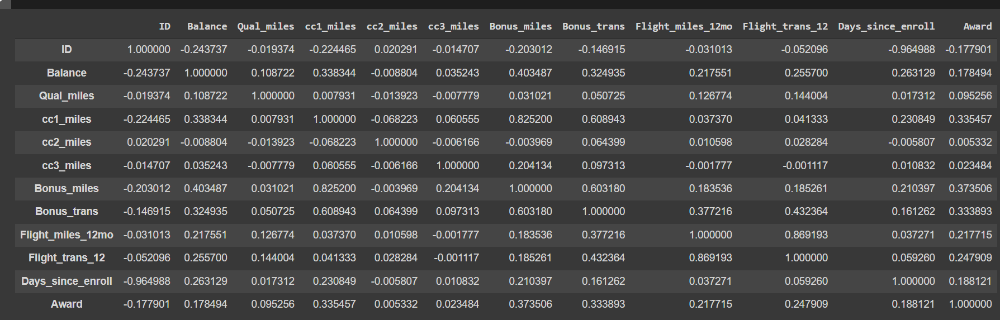 ID Balance Qual_miles cc1_miles cc2_miles cc3_miles Bonus_miles Bonus_trans Flight_miles_12mo Flight_trans_12 Days_since_enroll Award
ID 1.000000 -0.243737 -0.019374 -0.224465 0.020291 -0.014707 -0.203012 -0.146915 -0.031013 -0.052096 -0.964988 -0.177901
Balance -0.243737 1.000000 0.108722 0.338344 -0.008804 0.035243 0.403487 0.324935 0.217551 0.255700 0.263129 0.178494
Qual_miles -0.019374 0.108722 1.000000 0.007931 -0.013923 -0.007779 0.031021 0.050725 0.126774 0.144004 0.017312 0.095256
cc1_miles -0.224465 0.338344 0.007931 1.000000 -0.068223 0.060555 0.825200 0.608943 0.037370 0.041333 0.230849 0.335457
cc2_miles 0.020291 -0.008804 -0.013923 -0.068223 1.000000 -0.006166 -0.003969 0.064399 0.010598 0.028284 -0.005807 0.005332
cc3_miles -0.014707 0.035243 -0.007779 0.060555 -0.006166 1.000000 0.204134 0.097313 -0.001777 -0.001117 0.010832 0.023484
Bonus_miles -0.203012 0.403487 0.031021 0.825200 -0.003969 0.204134 1.000000 0.603180 0.183536 0.185261 0.210397 0.373506
Bonus_trans -0.146915 0.324935 0.050725 0.608943 0.064399 0.097313 0.603180 1.000000 0.377216 0.432364 0.161262 0.333893
Flight_miles_12mo -0.031013 0.217551 0.126774 0.037370 0.010598 -0.001777 0.183536 0.377216 1.000000 0.869193 0.037271 0.217715
Flight_trans_12 -0.052096 0.255700 0.144004 0.041333 0.028284 -0.001117 0.185261 0.432364 0.869193 1.000000 0.059260 0.247909
Days_since_enroll -0.964988 0.263129 0.017312 0.230849 -0.005807 0.010832 0.210397 0.161262 0.037271 0.059260 1.000000 0.188121
Award -0.177901 0.178494 0.095256 0.335457 0.005332 0.023484 0.373506 0.333893 0.217715 0.247909 0.188121 1.000000